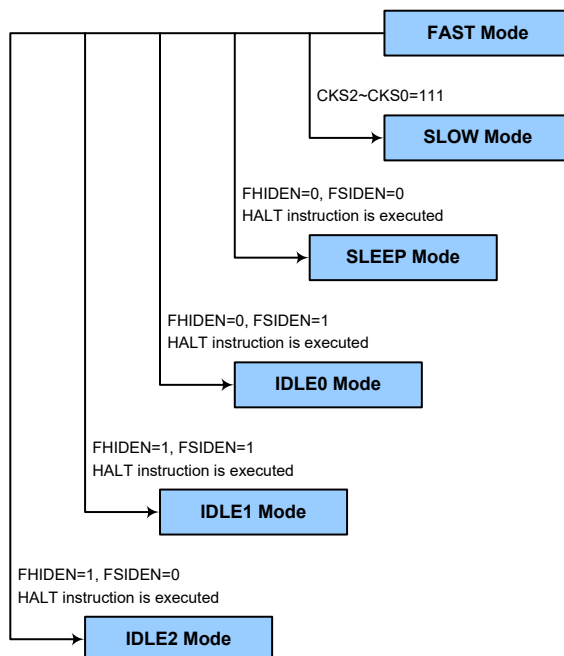 FAST Mode
CKS2~CKS0=111
SLOW Mode
FHIDEN=0, FSIDEN=0
HALT instruction is executed
SLEEP Mode
FHIDEN=0, FSIDEN=1
HALT instruction is executed
IDLE0 Mode
FHIDEN=1, FSIDEN=1
HALT instruction is executed
IDLE1 Mode
FHIDEN=1, FSIDEN=0
HALT instruction is executed
IDLE2 Mode